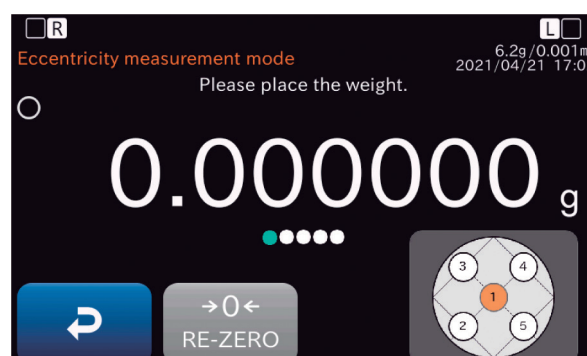 R
L
Eccentricity measurement mode
6.2g/0.001m
2021/04/21 17:0
Please place the weight.
0.000000 g
3
4
1
2
5
→0←
RE-ZERO